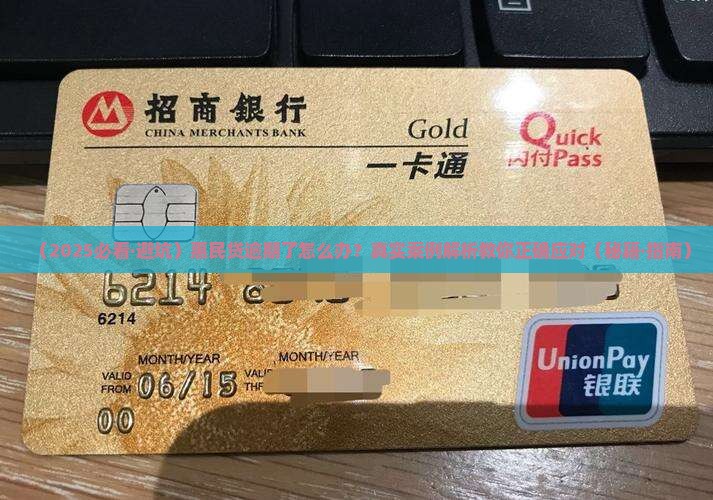 招商銀行
CHINA MERCHANTS BANK
Gold
一卡通
Quick
闪付Pass
(2025必看·避坑)惠民贷逾期了怎么办?真实案例解析教你正确应对(秘籍·指南)
6214
6214
MONTH/YEAR MONTH/YEAR
VALID FROM 06/15 VALID
00
UnionPay
银联